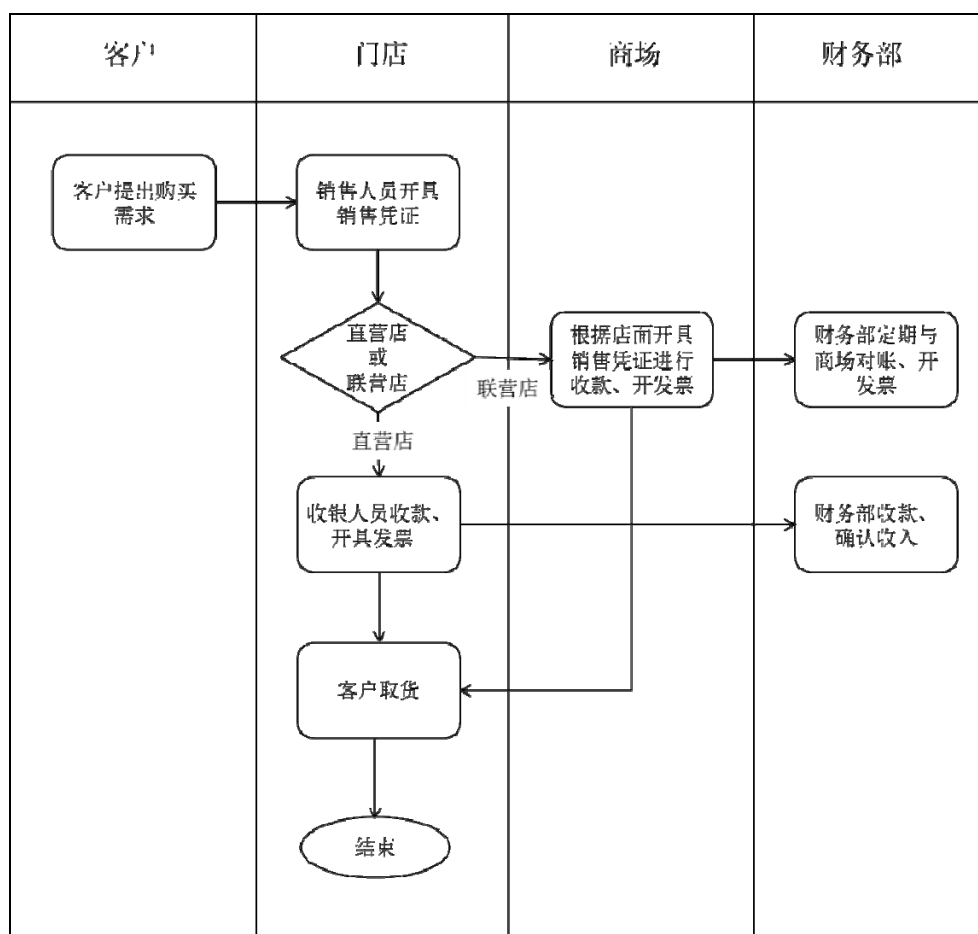 客户
门店
商场
财务部
客户提出购买
需求
销售人员开具
销售凭证
直营店
或
联营店
联营店
根据店面开具
销售凭证进行
收款、开发票
财务部定期与
商场对账、开
发票
直营店
收银人员收款、
开具发票
财务部收款、
确认收入
客户取货
结束